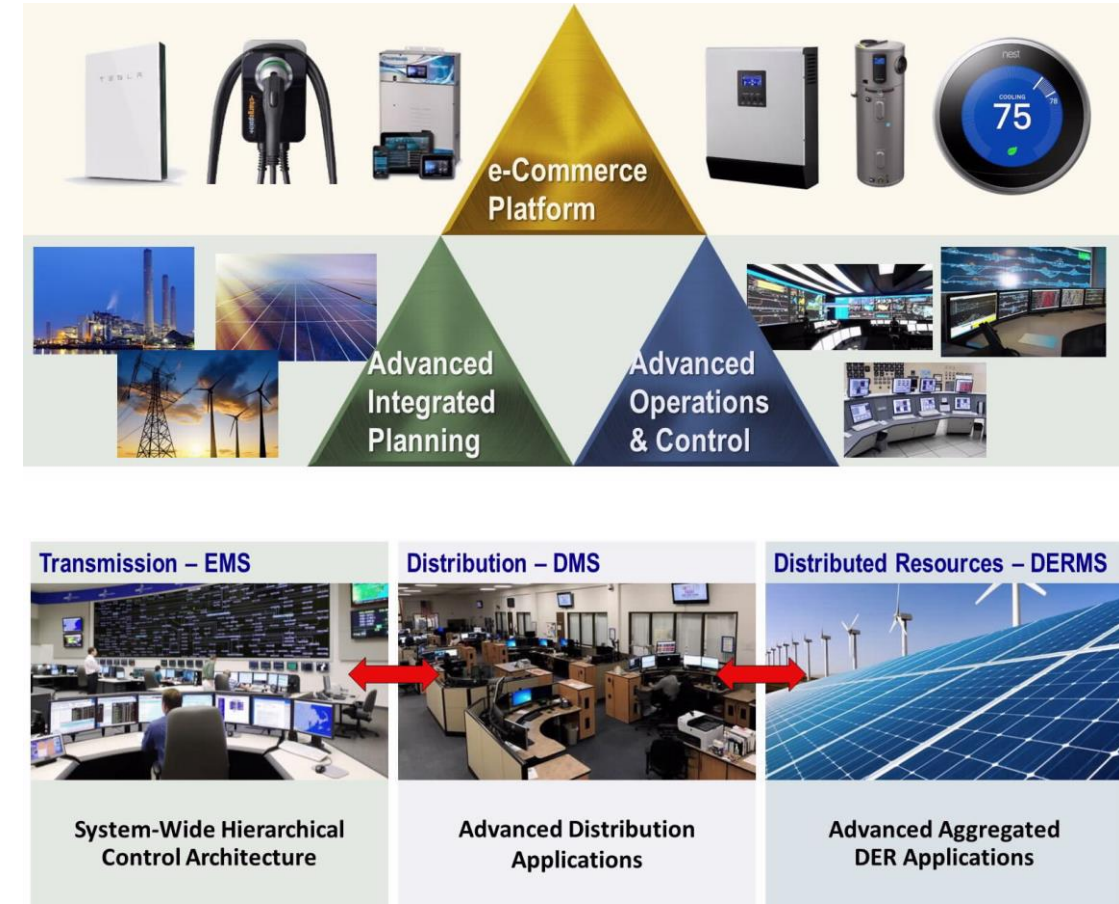 TESLA
nest
COOLING
75
78
e-Commerce
Platform
Advanced
Integrated
Planning
Advanced
Operations
& Control
Transmission – EMS
Distribution – DMS
Distributed Resources – DERMS
System-Wide Hierarchical
Control Architecture
Advanced Distribution
Applications
Advanced Aggregated
DER Applications